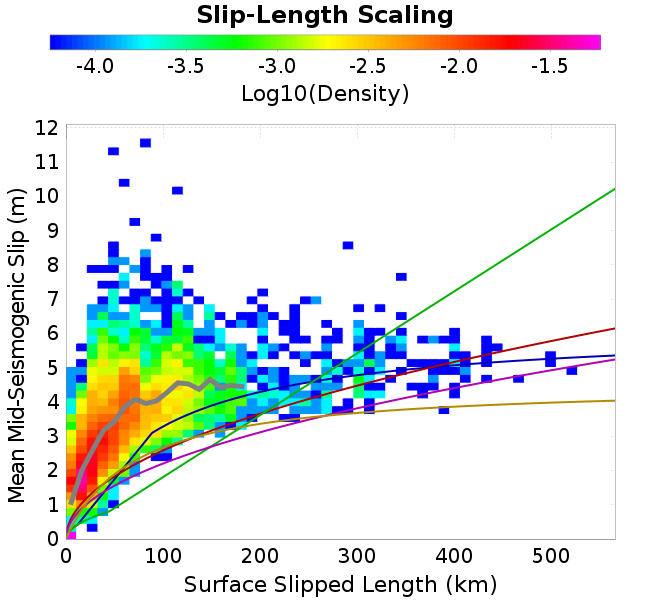 Slip-Length Scaling
-4.0 -3.5 -3.0 -2.5 -2.0 -1.5
Log10(Density)
12
11
10
9
8
7
6
5
4
3
2
1
0
Mean Mid-Seismogenic Slip (m)
0 100 200 300 400 500
Surface Slipped Length (km)